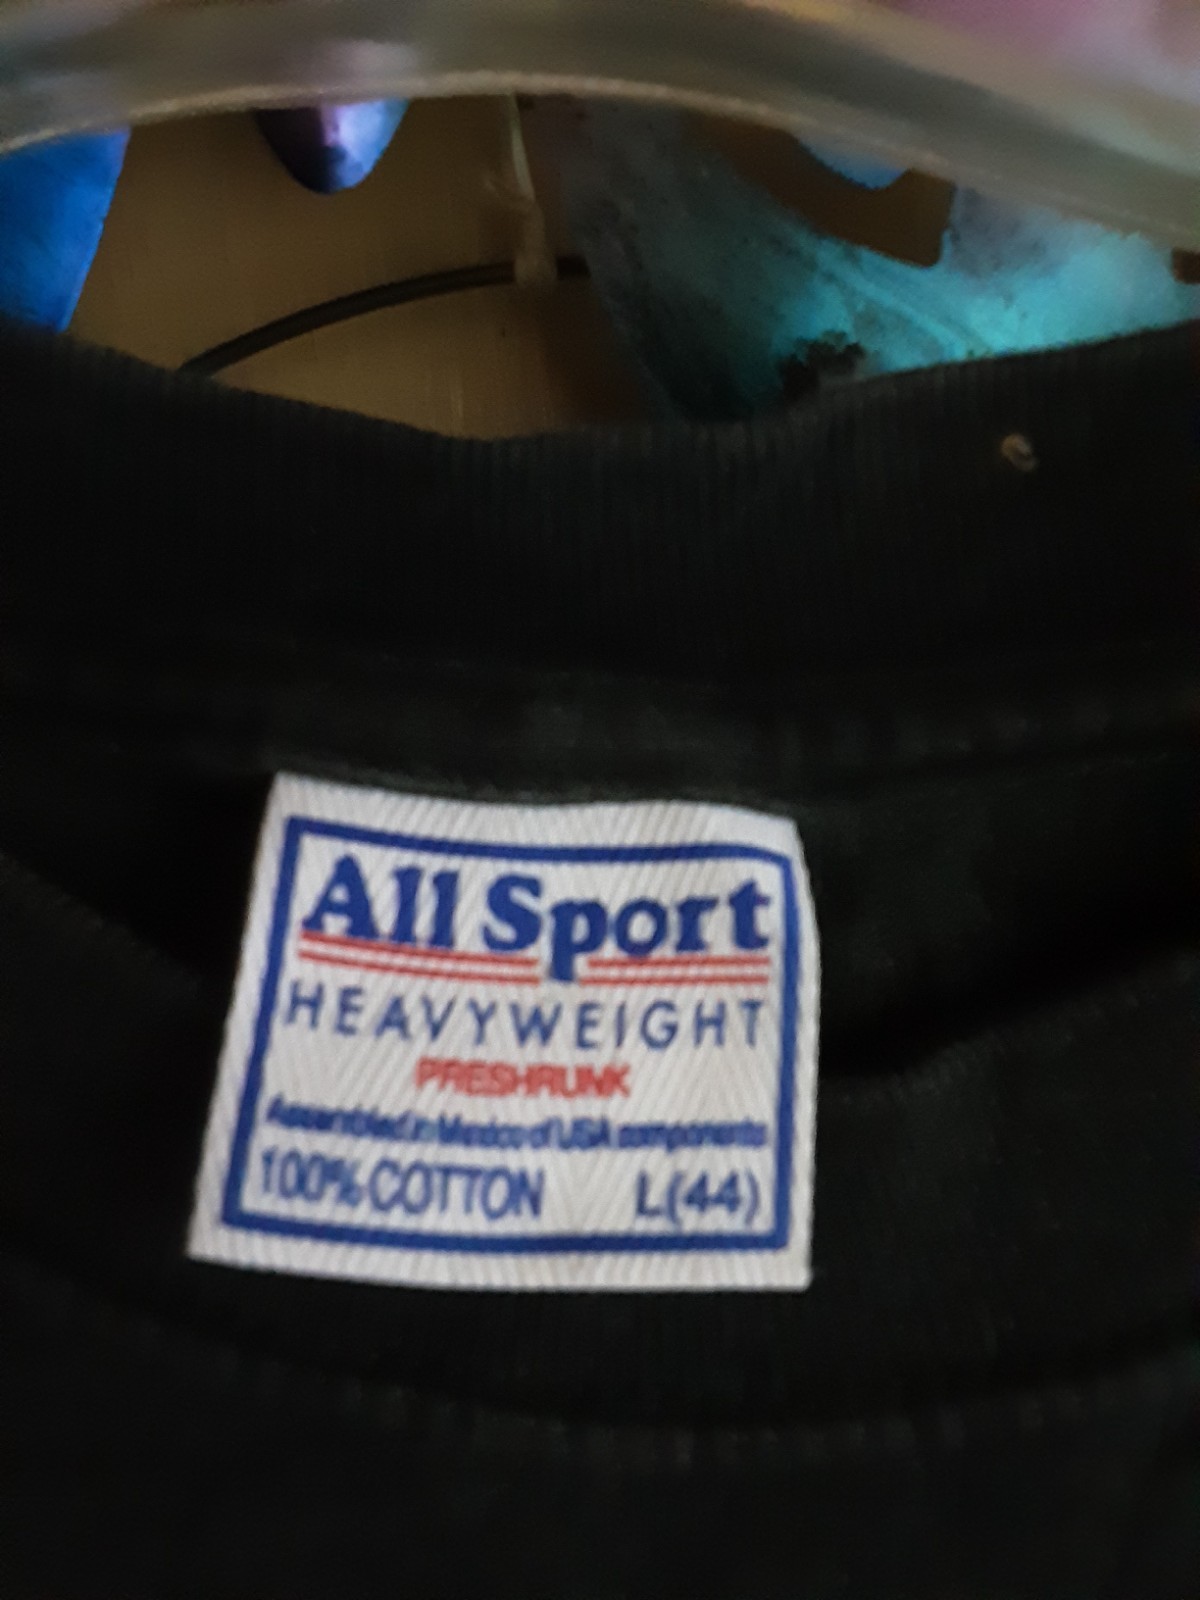 All Sport
HEAVYWEIGHT
PRESHRUNK
Assembled in Mexico of USA components
100% COTTON L(44)